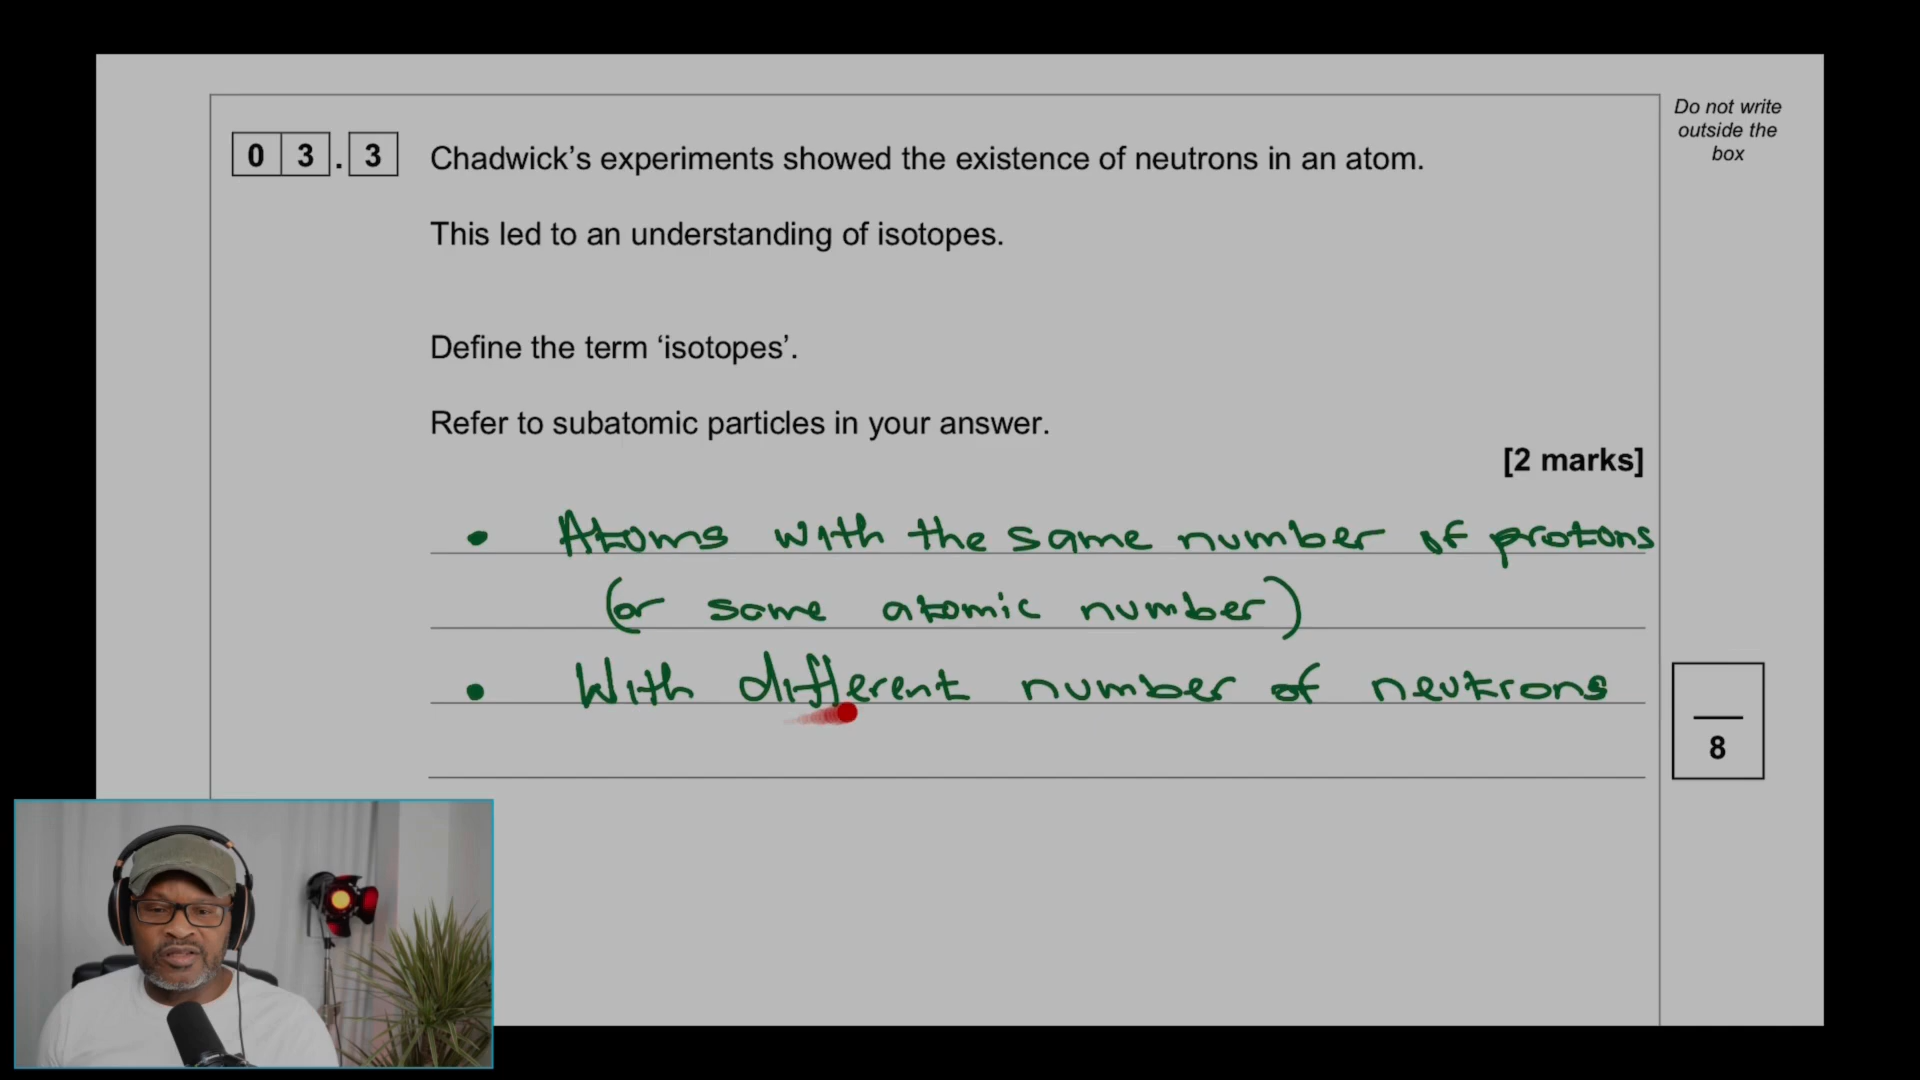 Do not write
outside the
box
0 3 . 3 Chadwick’s experiments showed the existence of neutrons in an atom.
This led to an understanding of isotopes.
Define the term ‘isotopes’.
Refer to subatomic particles in your answer.
[2 marks]
• Atoms with the same number of protons
(or same atomic number)
• With different number of neutrons
8